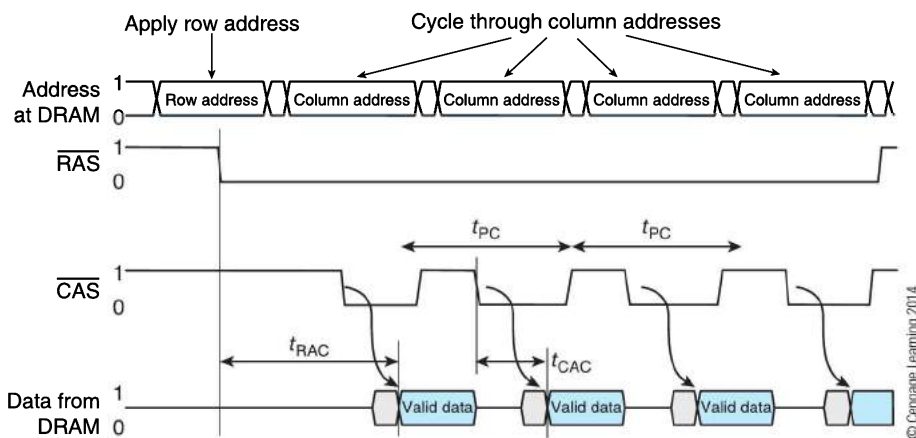 Apply row address
Cycle through column addresses
Address at DRAM
1
0
Row address
Column address
Column address
Column address
Column address
RAS
1
0
tPC
tPC
CAS
1
0
tRAC
tCAC
Data from DRAM
1
0
Valid data
Valid data
Valid data
© Cengage Learning 2014